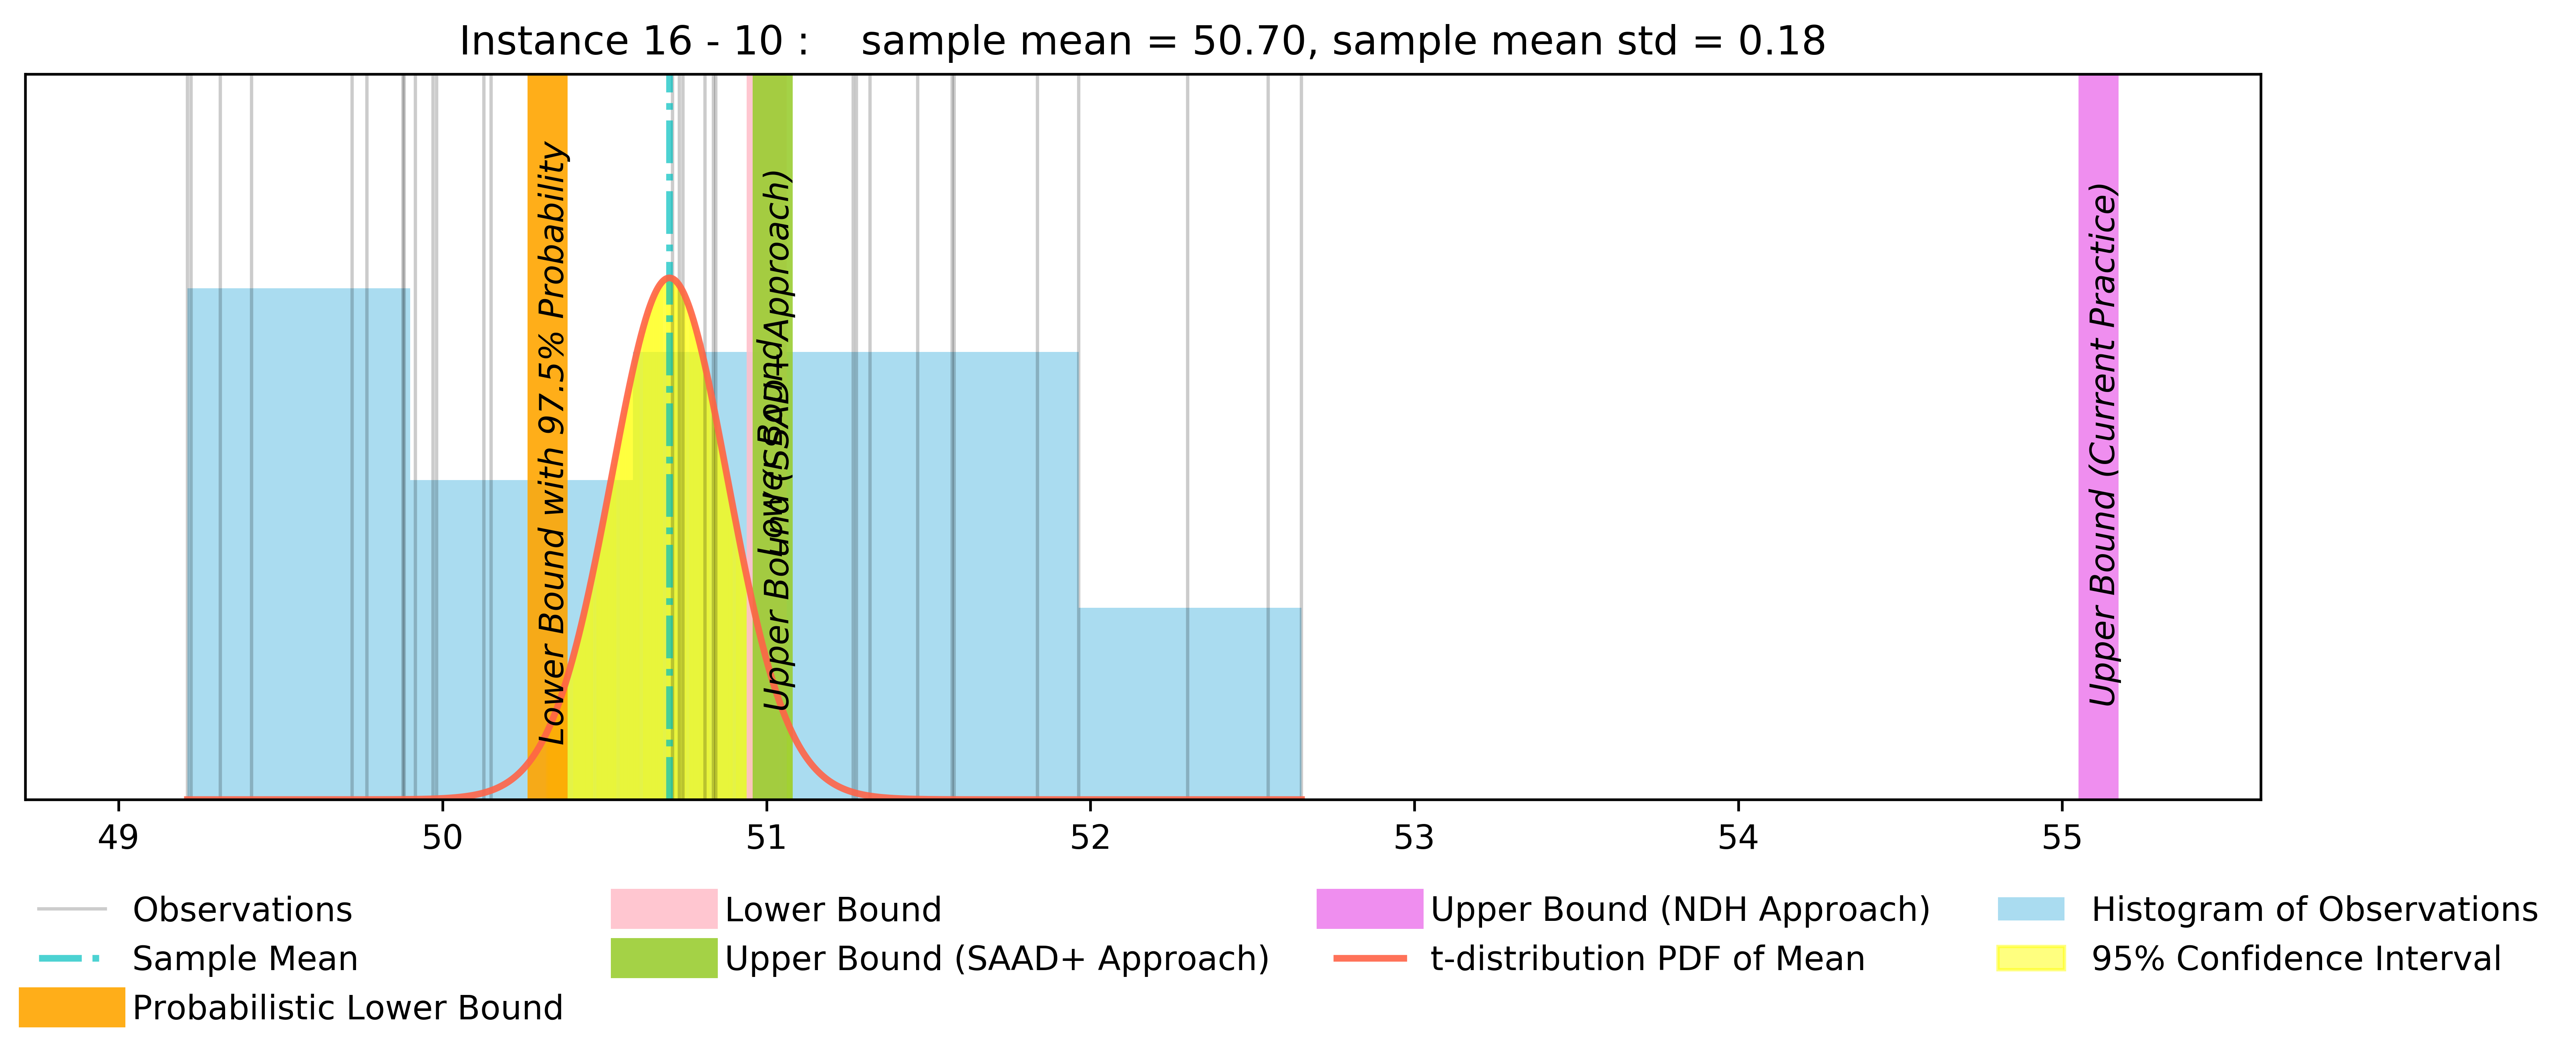 Instance 16 - 10 :    sample mean = 50.70, sample mean std = 0.18
Lower Bound with 97.5% Probability
Lower Bound
Upper Bound (SAAD+ Approach)
Upper Bound (Current Practice)
49 50 51 52 53 54 55
Observations
Sample Mean
Probabilistic Lower Bound
Lower Bound
Upper Bound (SAAD+ Approach)
Upper Bound (NDH Approach)
t-distribution PDF of Mean
Histogram of Observations
95% Confidence Interval